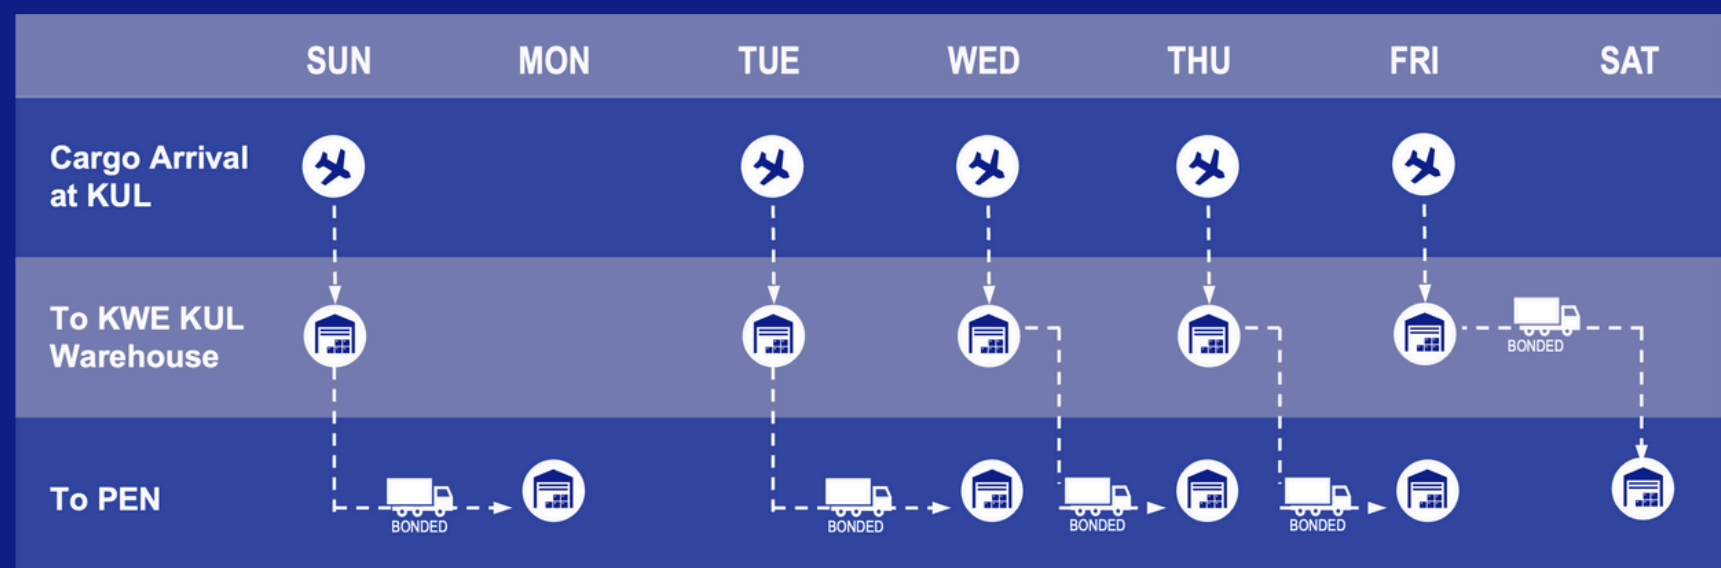 SUN MON TUE WED THU FRI SAT
Cargo Arrival
at KUL
To KWE KUL
Warehouse
BONDED
To PEN
BONDED
BONDED
BONDED
BONDED